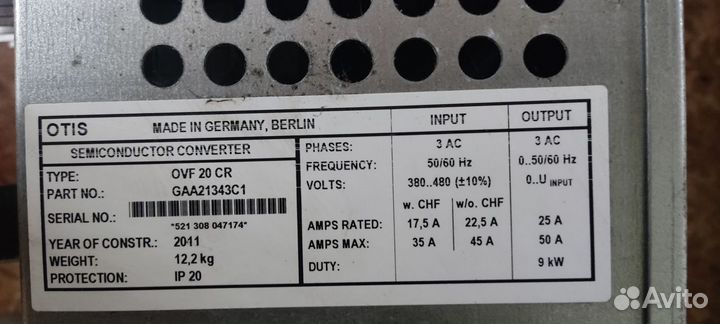 OTIS MADE IN GERMANY, BERLIN INPUT OUTPUT
SEMICONDUCTOR CONVERTER PHASES: 3 AC 3 AC
TYPE: OVF 20 CR FREQUENCY: 50/60 Hz 0..50/60 Hz
PART NO.: GAA21343C1 VOLTS: 380..480 (±10%) 0..U INPUT
w. CHF w/o. CHF
SERIAL NO.: *521 308 047174* AMPS RATED: 17,5 A 22,5 A 25 A
YEAR OF CONSTR.: 2011 AMPS MAX: 35 A 45 A 50 A
WEIGHT: 12,2kg DUTY: 9 kW
PROTECTION: IP 20
Avito